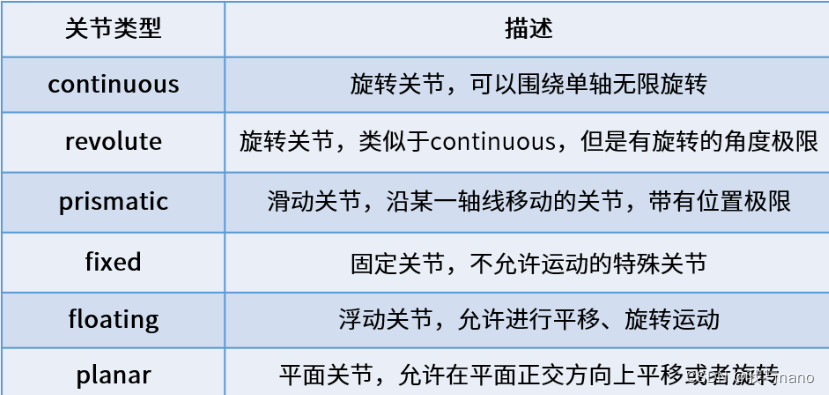 关节类型 描述
continuous 旋转关节，可以围绕单轴无限旋转
revolute 旋转关节，类似于continuous，但是有旋转的角度极限
prismatic 滑动关节，沿某一轴线移动的关节，带有位置极限
fixed 固定关节，不允许运动的特殊关节
floating 浮动关节，允许进行平移、旋转运动
planar 平面关节，允许在平面正交方向上平移或者旋转